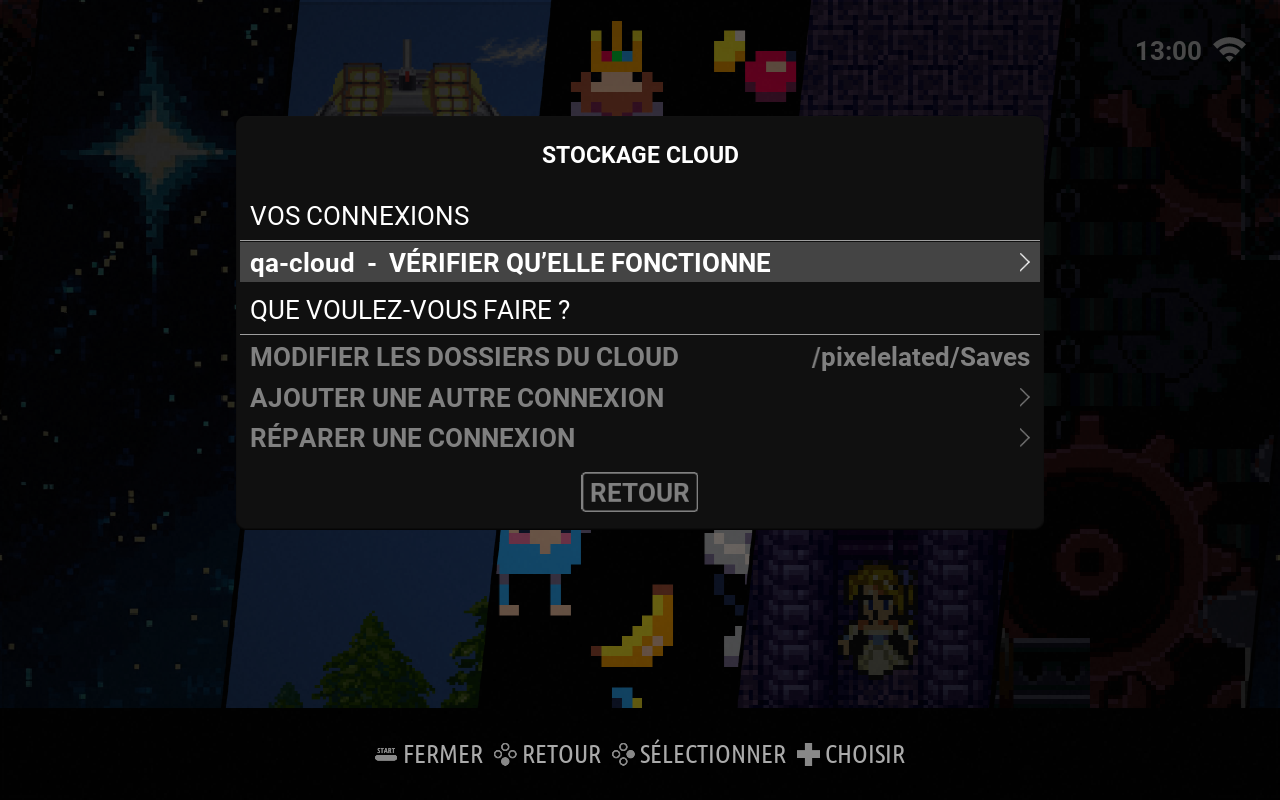 13:00
STOCKAGE CLOUD
VOS CONNEXIONS
qa-cloud - VÉRIFIER QU’ELLE FONCTIONNE
QUE VOULEZ-VOUS FAIRE ?
MODIFIER LES DOSSIERS DU CLOUD /pixelelated/Saves
AJOUTER UNE AUTRE CONNEXION
RÉPARER UNE CONNEXION
RETOUR
START FERMER RETOUR SÉLECTIONNER CHOISIR